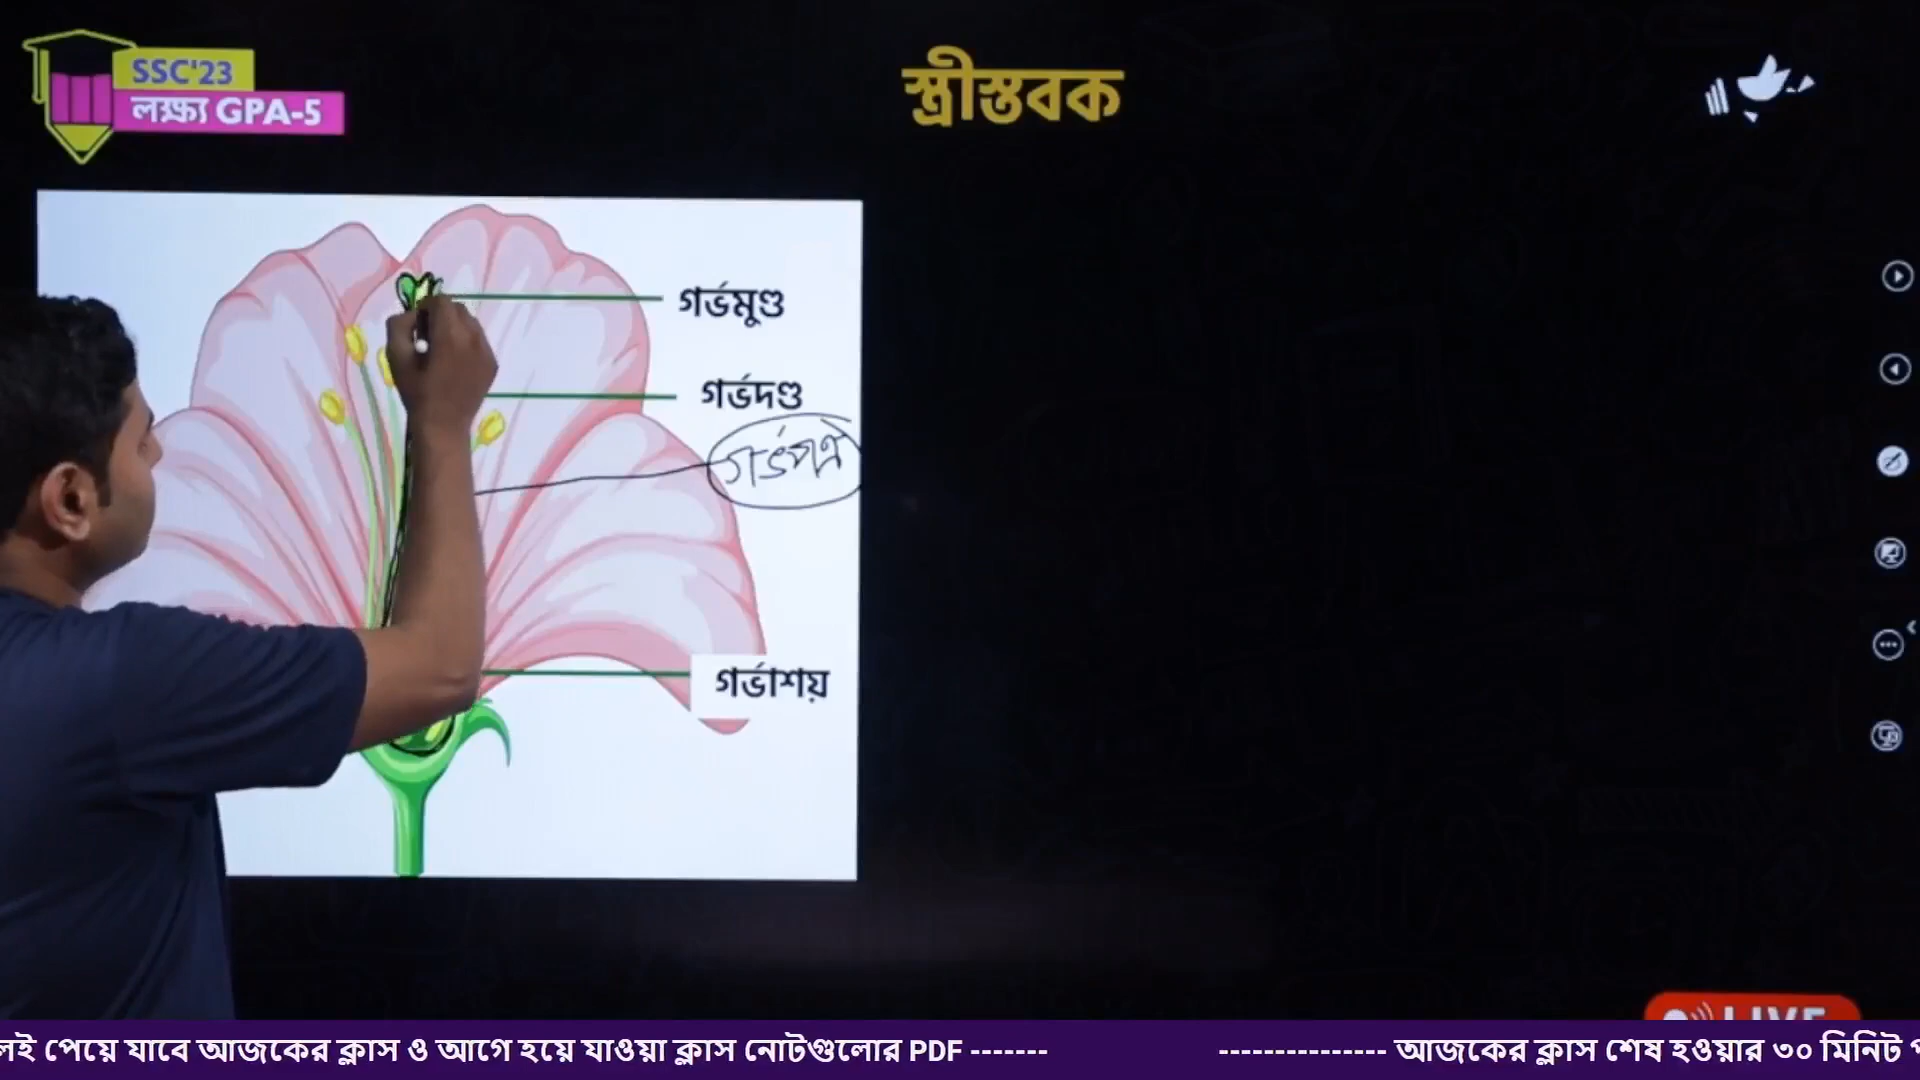 SSC'23
লক্ষ্য GPA-5
স্ত্রীস্তবক
গর্ভমুণ্ড
গর্ভদণ্ড
গর্ভপত্র
গর্ভাশয়
LIVE
পেয়ে যাবে আজকের ক্লাস ও আগে হয়ে যাওয়া ক্লাস নোটগুলোর PDF ------- --------------- আজকের ক্লাস শেষ হওয়ার ৩০ মিনিট